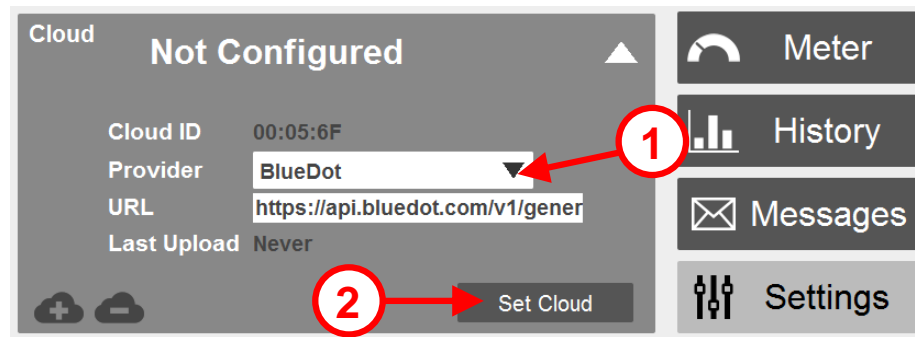 Cloud
Not Configured
Cloud ID 00:05:6F
Provider BlueDot
URL https://api.bluedot.com/v1/gener
Last Upload Never
Set Cloud
1
2
Meter
History
Messages
Settings